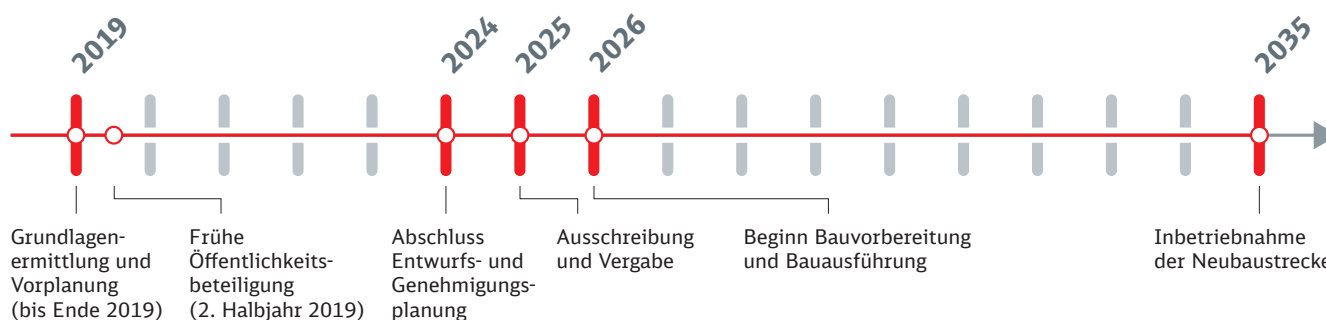 2019
2024
2025
2026
2035
Grundlagen-
ermittlung und
Vorplanung
(bis Ende 2019)
Frühe
Öffentlichkeits-
beteiligung
(2. Halbjahr 2019)
Abschluss
Entwurfs- und
Genehmigungs-
planung
Ausschreibung
und Vergabe
Beginn Bauvorbereitung
und Bauausführung
Inbetriebnahme
der Neubaustrecke